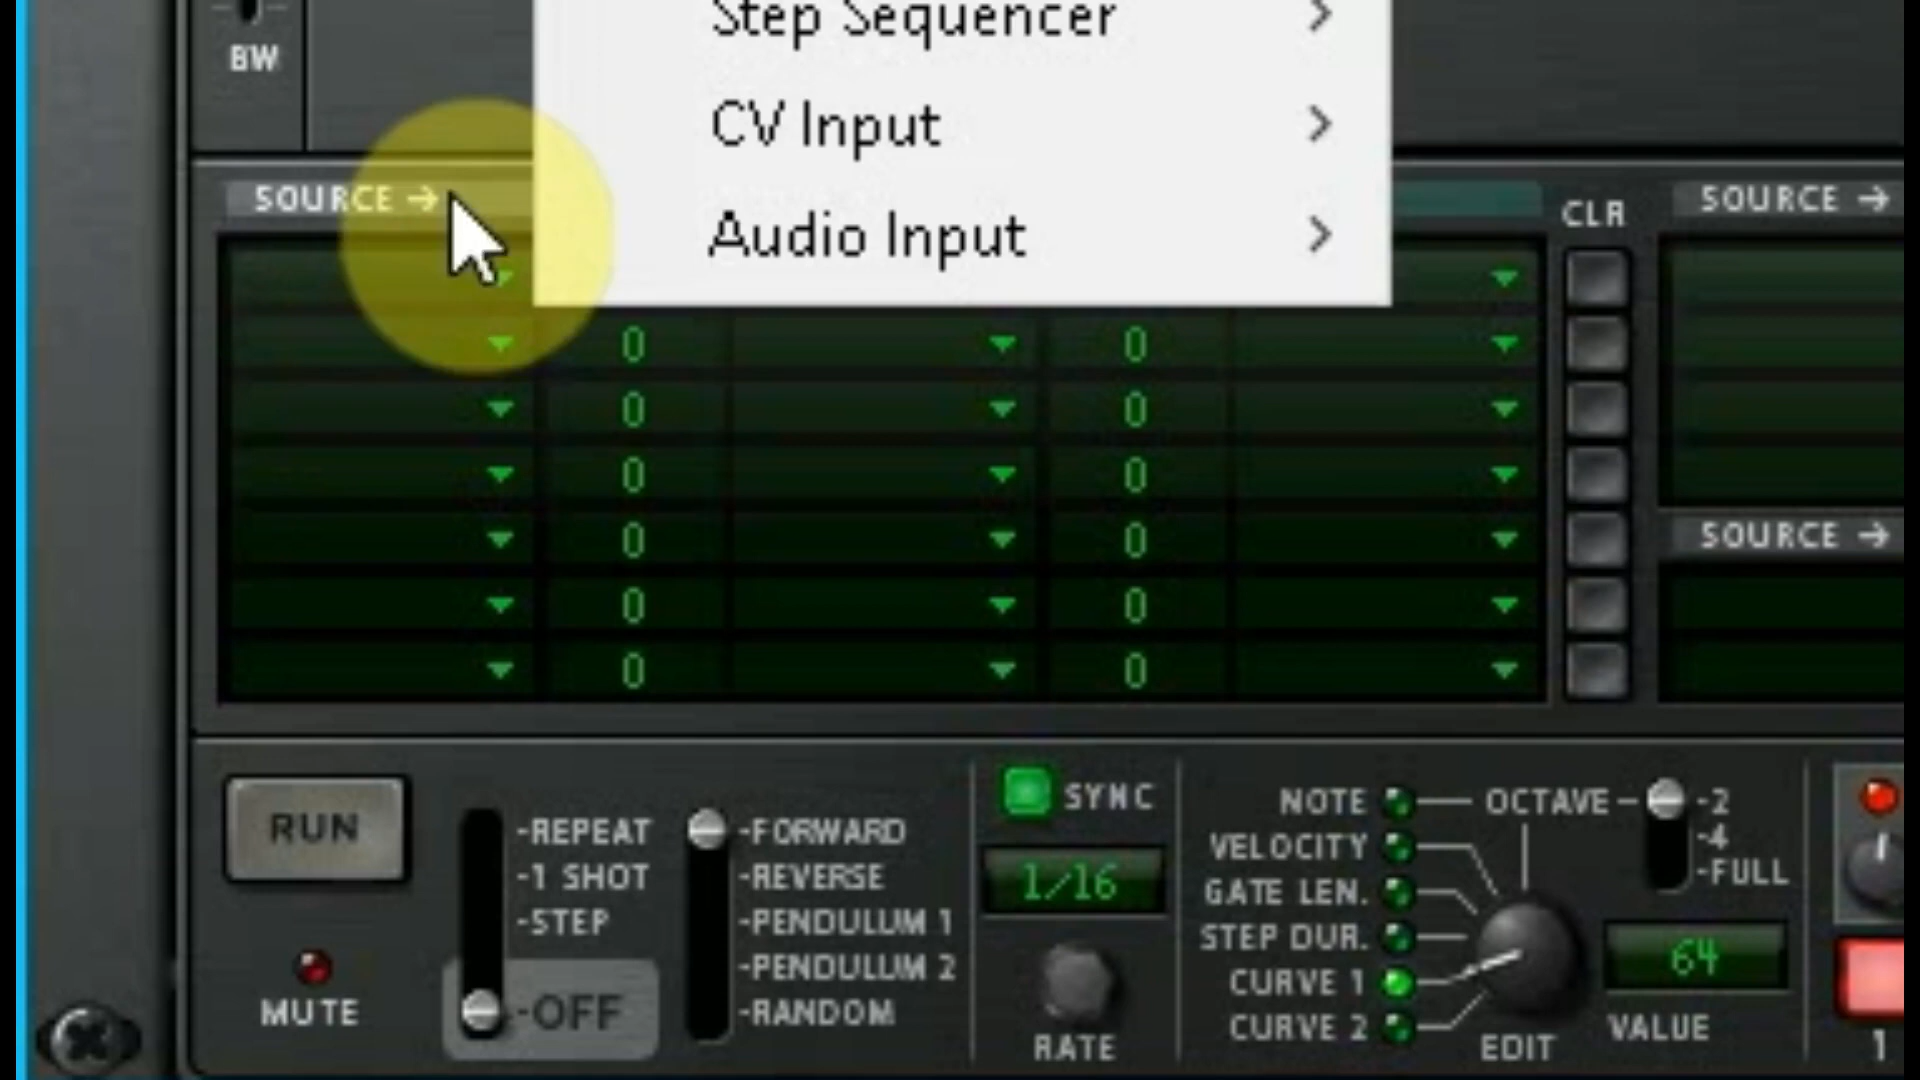 Step Sequencer >
BW
CV Input >
SOURCE →
CLR
SOURCE →
Audio Input >
0 0
0 0
0 0
0 0
SOURCE →
0 0
0 0
RUN
-REPEAT
-1 SHOT
-STEP
-OFF
MUTE
-FORWARD
-REVERSE
-PENDULUM 1
-PENDULUM 2
-RANDOM
SYNC
1/16
RATE
NOTE
VELOCITY
GATE LEN.
STEP DUR.
CURVE 1
CURVE 2
OCTAVE
-2
-4
-FULL
EDIT
64
VALUE
1